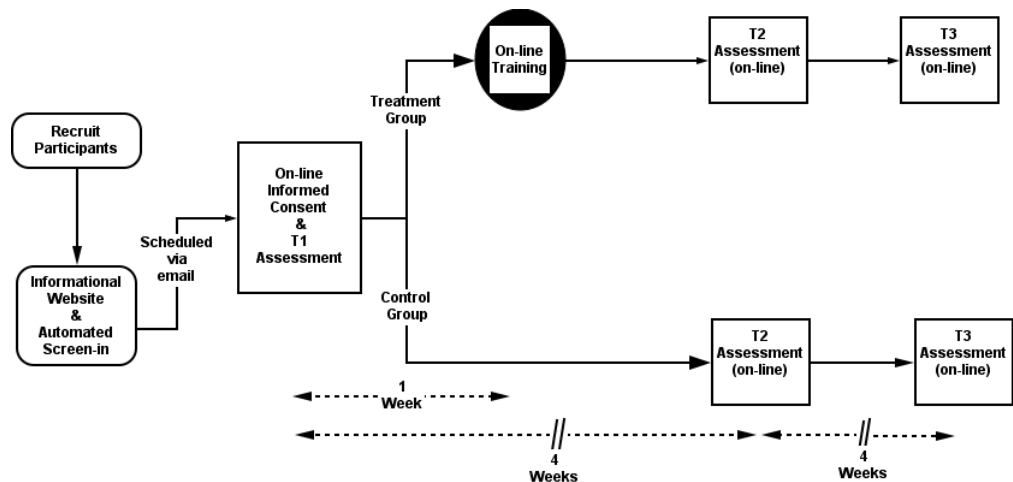 Recruit
Participants
Informational
Website
&
Automated
Screen-in
Scheduled
via
email
On-line
Informed
Consent
&
T1
Assessment
Treatment
Group
On-line
Training
T2
Assessment
(on-line)
T3
Assessment
(on-line)
Control
Group
T2
Assessment
(on-line)
T3
Assessment
(on-line)
1
Week
4
Weeks
4
Weeks